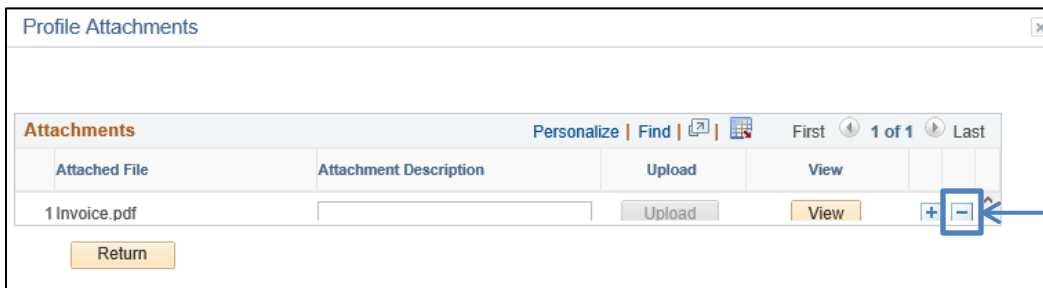 Profile Attachments
Attachments Personalize | Find | | First 1 of 1 Last
Attached File Attachment Description Upload View
1 Invoice.pdf Upload View + −
Return